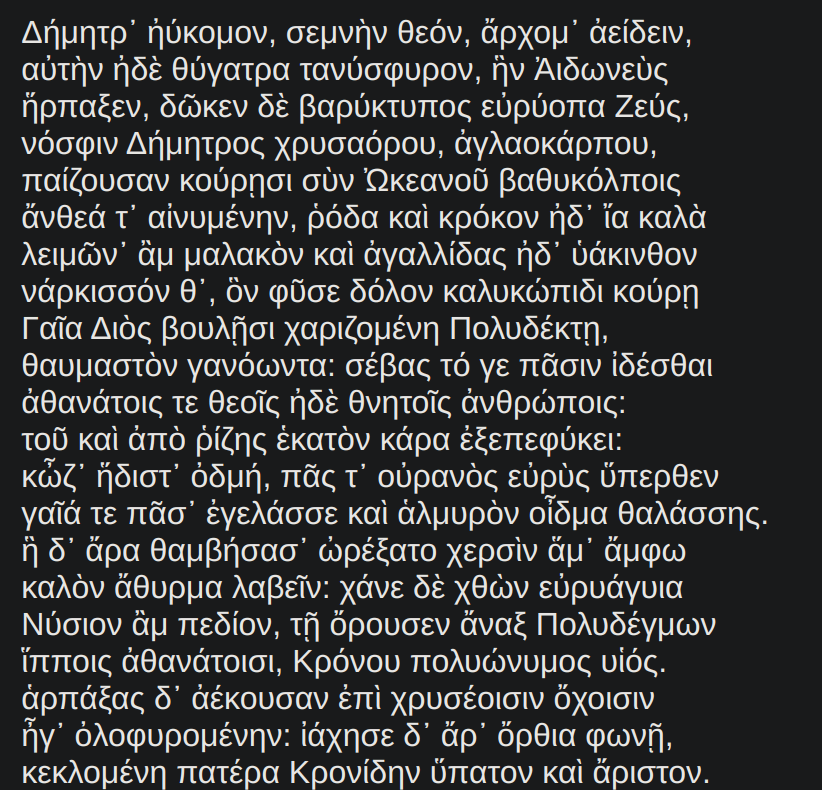 Δήμητρ᾽ ἠύκομον, σεμνὴν θεόν, ἄρχομ᾽ ἀείδειν,
αὐτὴν ἠδὲ θύγατρα τανύσφυρον, ἣν Ἀιδωνεὺς
ἥρπαξεν, δῶκεν δὲ βαρύκτυπος εὐρύοπα Ζεύς,
νόσφιν Δήμητρος χρυσαόρου, ἀγλαοκάρπου,
παίζουσαν κούρῃσι σὺν Ὠκεανοῦ βαθυκόλποις
ἄνθεά τ᾽ αἰνυμένην, ῥόδα καὶ κρόκον ἠδ᾽ ἴα καλὰ
λειμῶν᾽ ἂμ μαλακὸν καὶ ἀγαλλίδας ἠδ᾽ ὑάκινθον
νάρκισσόν θ᾽, ὃν φῦσε δόλον καλυκώπιδι κούρῃ
Γαῖα Διὸς βουλῇσι χαριζομένη Πολυδέκτῃ,
θαυμαστὸν γανόωντα: σέβας τό γε πᾶσιν ἰδέσθαι
ἀθανάτοις τε θεοῖς ἠδὲ θνητοῖς ἀνθρώποις:
τοῦ καὶ ἀπὸ ῥίζης ἑκατὸν κάρα ἐξεπεφύκει:
κὦζ᾽ ἥδιστ᾽ ὀδμή, πᾶς τ᾽ οὐρανὸς εὐρὺς ὕπερθεν
γαῖά τε πᾶσ᾽ ἐγελάσσε καὶ ἁλμυρὸν οἶδμα θαλάσσης.
ἣ δ᾽ ἄρα θαμβήσασ᾽ ὠρέξατο χερσὶν ἅμ᾽ ἄμφω
καλὸν ἄθυρμα λαβεῖν: χάνε δὲ χθὼν εὐρυάγυια
Νύσιον ἂμ πεδίον, τῇ ὄρουσεν ἄναξ Πολυδέγμων
ἵπποις ἀθανάτοισι, Κρόνου πολυώνυμος υἱός.
ἁρπάξας δ᾽ ἀέκουσαν ἐπὶ χρυσέοισιν ὄχοισιν
ἦγ᾽ ὀλοφυρομένην: ἰάχησε δ᾽ ἄρ᾽ ὄρθια φωνῇ,
κεκλομένη πατέρα Κρονίδην ὕπατον καὶ ἄριστον.